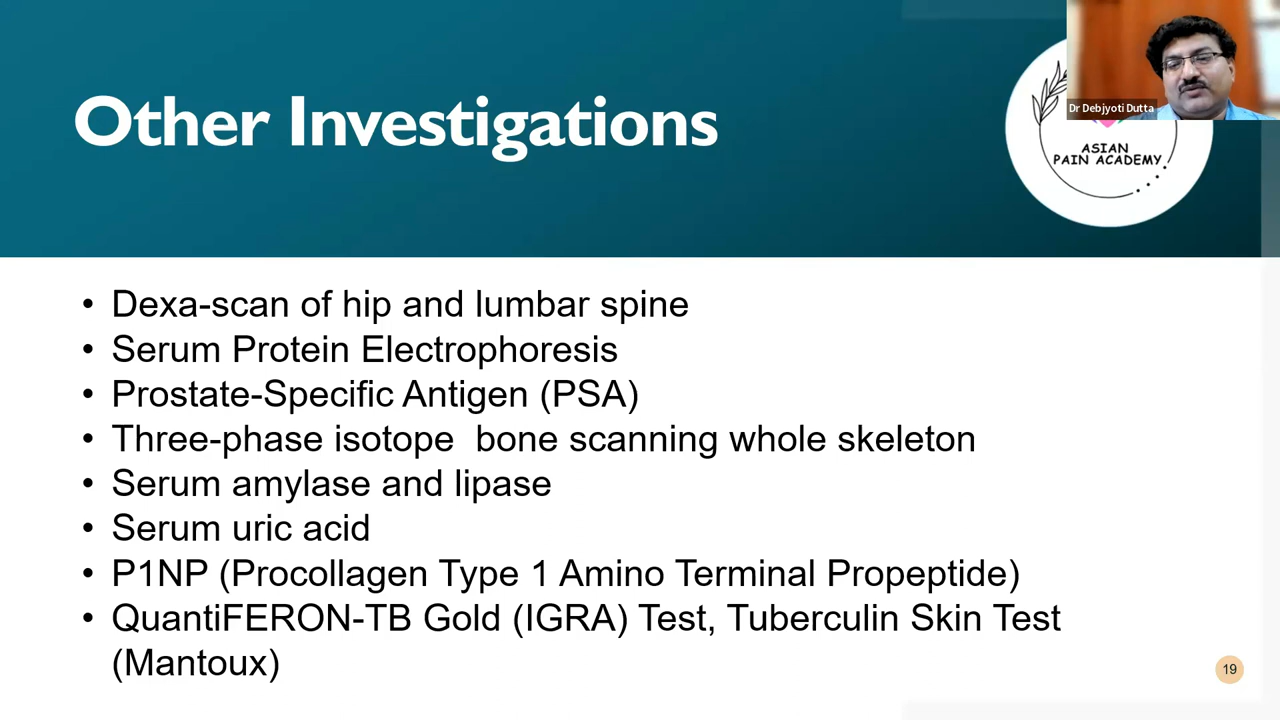 Other Investigations
Dr Debjyoti Dutta
ASIAN
PAIN ACADEMY
• Dexa-scan of hip and lumbar spine
• Serum Protein Electrophoresis
• Prostate-Specific Antigen (PSA)
• Three-phase isotope  bone scanning whole skeleton
• Serum amylase and lipase
• Serum uric acid
• P1NP (Procollagen Type 1 Amino Terminal Propeptide)
• QuantiFERON-TB Gold (IGRA) Test, Tuberculin Skin Test
(Mantoux)
19